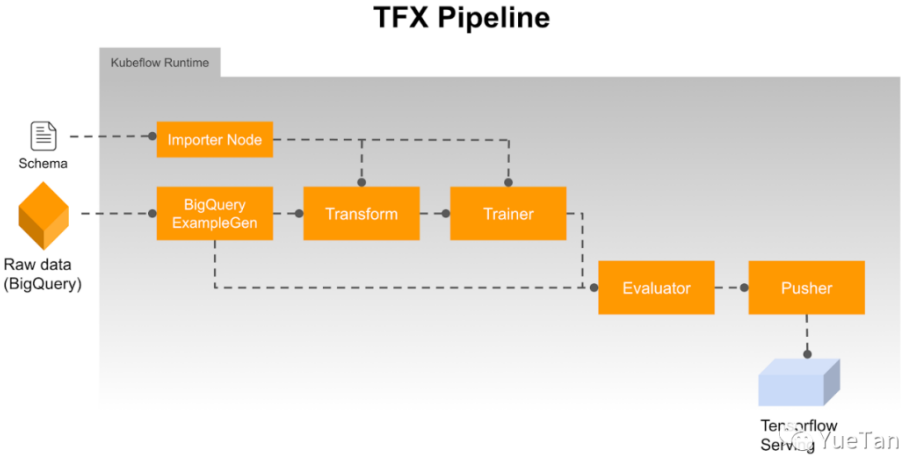 TFX Pipeline
Kubeflow Runtime
Schema
Importer Node
Raw data
(BigQuery)
BigQuery
ExampleGen
Transform
Trainer
Evaluator
Pusher
Tensorflow
Serving
YueTan